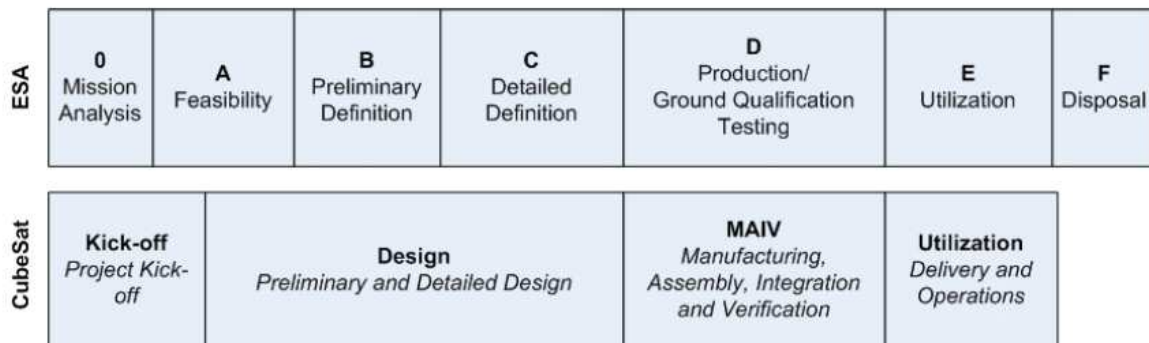 ESA
0
Mission
Analysis
A
Feasibility
B
Preliminary
Definition
C
Detailed
Definition
D
Production/
Ground Qualification
Testing
E
Utilization
F
Disposal
CubeSat
Kick-off
Project Kick-
off
Design
Preliminary and Detailed Design
MAIV
Manufacturing,
Assembly, Integration
and Verification
Utilization
Delivery and
Operations